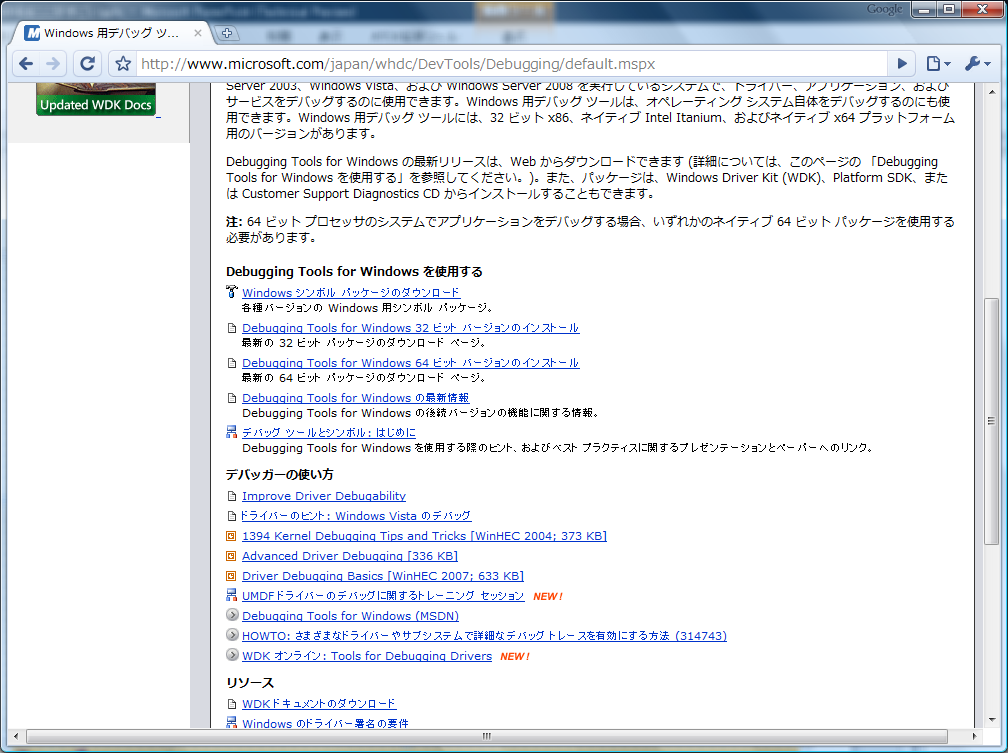 Google
Windows 用デバッグ ツ...
http://www.microsoft.com/japan/whdc/DevTools/Debugging/default.mspx
Updated WDK Docs
Server 2003、Windows Vista、および Windows Server 2008 を実行しているシステムで、ドライバー、アプリケーション、および
サービスをデバッグするのに使用できます。Windows 用デバッグ ツールは、オペレーティング システム自体をデバッグするのにも使
用できます。Windows 用デバッグ ツールには、32 ビット x86、ネイティブ Intel Itanium、およびネイティブ x64 プラットフォーム
用のバージョンがあります。
Debugging Tools for Windows の最新リリースは、Web からダウンロードできます (詳細については、このページの 「Debugging
Tools for Windows を使用する」を参照してください。)。また、パッケージは、Windows Driver Kit (WDK)、Platform SDK、また
は Customer Support Diagnostics CD からインストールすることもできます。
注: 64 ビット プロセッサのシステムでアプリケーションをデバッグする場合、いずれかのネイティブ 64 ビット パッケージを使用する
必要があります。
Debugging Tools for Windows を使用する
Windows シンボル パッケージのダウンロード
各種バージョンの Windows 用シンボル パッケージ。
Debugging Tools for Windows 32 ビット バージョンのインストール
最新の 32 ビット パッケージのダウンロード ページ。
Debugging Tools for Windows 64 ビット バージョンのインストール
最新の 64 ビット パッケージのダウンロード ページ。
Debugging Tools for Windows の最新情報
Debugging Tools for Windows の後続バージョンの機能に関する情報。
デバッグ ツールとシンボル: はじめに
Debugging Tools for Windows を使用する際のヒント、およびベスト プラクティスに関するプレゼンテーションとペーパーへのリンク。
デバッガーの使い方
Improve Driver Debugability
ドライバーのヒント: Windows Vista のデバッグ
1394 Kernel Debugging Tips and Tricks [WinHEC 2004; 373 KB]
Advanced Driver Debugging [336 KB]
Driver Debugging Basics [WinHEC 2007; 633 KB]
UMDFドライバーのデバッグに関するトレーニング セッション NEW!
Debugging Tools for Windows (MSDN)
HOWTO: さまざまなドライバーやサブシステムで詳細なデバッグ トレースを有効にする方法 (314743)
WDK オンライン: Tools for Debugging Drivers NEW!
リソース
WDKドキュメントのダウンロード
Windows のドライバー署名の要件